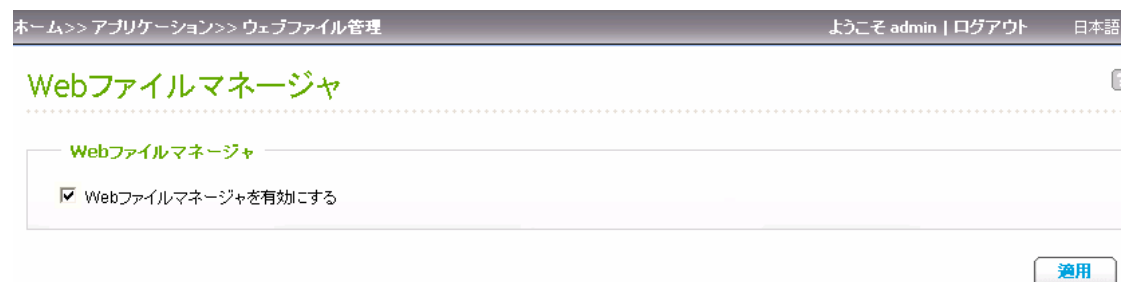 ホーム>> アプリケーション>> ウェブファイル管理 ようこそ admin | ログアウト 日本語
Webファイルマネージャ
Webファイルマネージャ
Webファイルマネージャを有効にする
適用